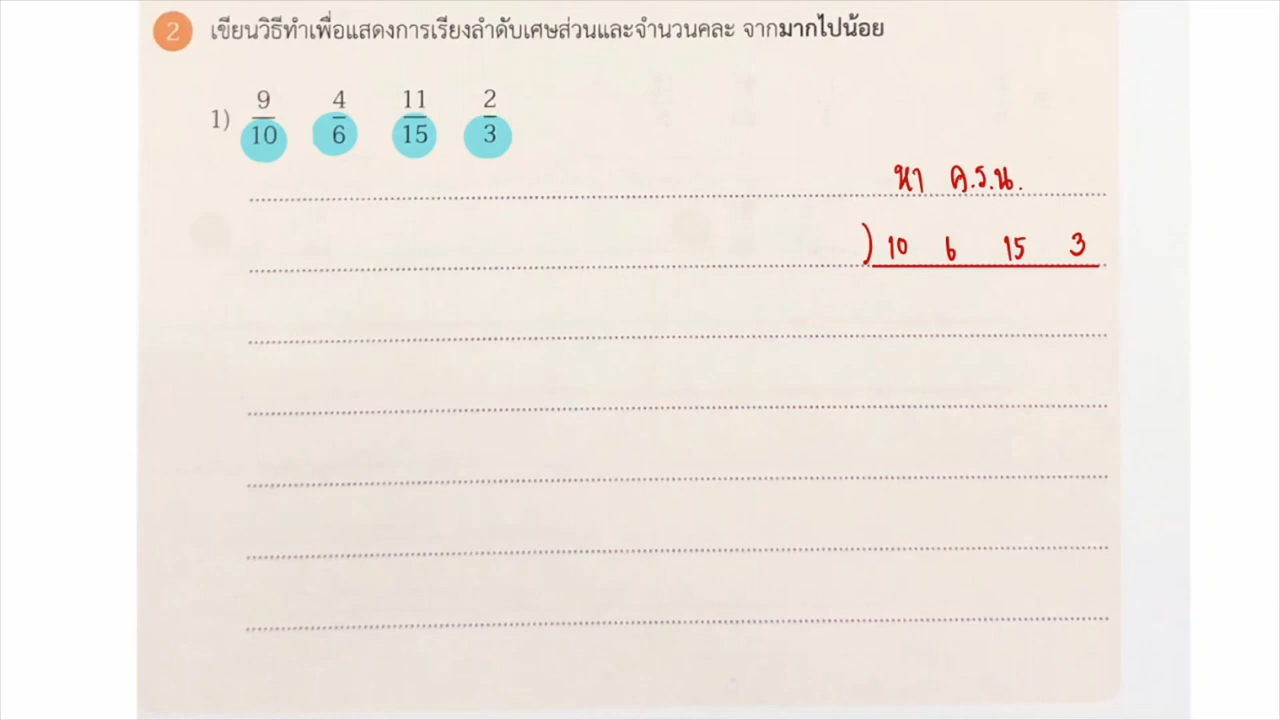 2 เขียนวิธีทำเพื่อแสดงการเรียงลำดับเศษส่วนและจำนวนคละ จากมากไปน้อย
1) 9/10 4/6 11/15 2/3
หา ค.ร.น.
) 10 6 15 3